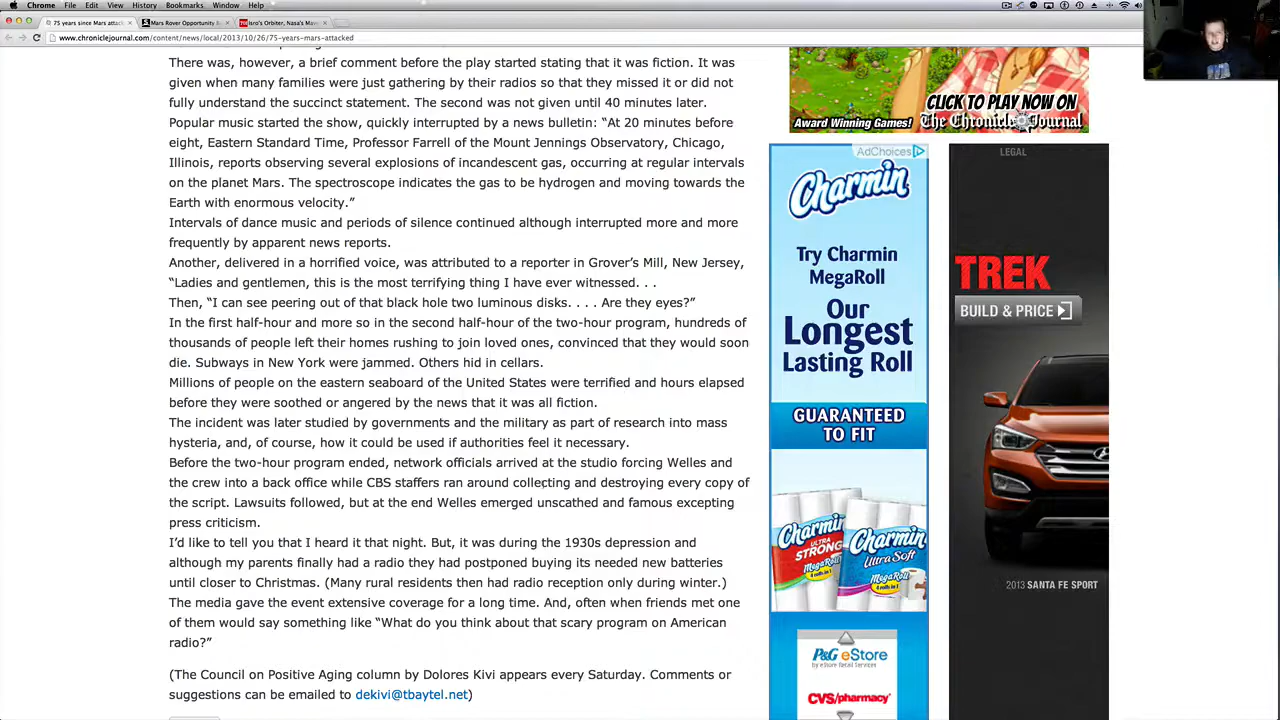 Chrome File Edit View History Bookmarks Window Help
75 years since Mars attack
Mars Rover Opportunity
Isro's Orbiter, Nasa's Mav
www.chroniclejournal.com/content/news/local/2013/10/26/75-years-mars-attacked
There was, however, a brief comment before the play started stating that it was fiction. It was
given when many families were just gathering by their radios so that they missed it or did not
fully understand the succinct statement. The second was not given until 40 minutes later.
Popular music started the show, quickly interrupted by a news bulletin: “At 20 minutes before
eight, Eastern Standard Time, Professor Farrell of the Mount Jennings Observatory, Chicago,
Illinois, reports observing several explosions of incandescent gas, occurring at regular intervals
on the planet Mars. The spectroscope indicates the gas to be hydrogen and moving towards the
Earth with enormous velocity.”
Intervals of dance music and periods of silence continued although interrupted more and more
frequently by apparent news reports.
Another, delivered in a horrified voice, was attributed to a reporter in Grover’s Mill, New Jersey,
“Ladies and gentlemen, this is the most terrifying thing I have ever witnessed. . .
Then, “I can see peering out of that black hole two luminous disks. . . . Are they eyes?”
In the first half-hour and more so in the second half-hour of the two-hour program, hundreds of
thousands of people left their homes rushing to join loved ones, convinced that they would soon
die. Subways in New York were jammed. Others hid in cellars.
Millions of people on the eastern seaboard of the United States were terrified and hours elapsed
before they were soothed or angered by the news that it was all fiction.
The incident was later studied by governments and the military as part of research into mass
hysteria, and, of course, how it could be used if authorities feel it necessary.
Before the two-hour program ended, network officials arrived at the studio forcing Welles and
the crew into a back office while CBS staffers ran around collecting and destroying every copy of
the script. Lawsuits followed, but at the end Welles emerged unscathed and famous excepting
press criticism.
I’d like to tell you that I heard it that night. But, it was during the 1930s depression and
although my parents finally had a radio they had postponed buying its needed new batteries
until closer to Christmas. (Many rural residents then had radio reception only during winter.)
The media gave the event extensive coverage for a long time. And, often when friends met one
of them would say something like “What do you think about that scary program on American
radio?”
(The Council on Positive Aging column by Dolores Kivi appears every Saturday. Comments or
suggestions can be emailed to dekivi@tbaytel.net)
CLICK TO PLAY NOW ON
Award Winning Games! The Chronicle Journal
AdChoices
Charmin
Try Charmin
MegaRoll
Our
Longest
Lasting Roll
GUARANTEED
TO FIT
Charmin
ULTRA
STRONG
MegaRoll
Charmin
Ultra Soft
MegaRoll
P&G eStore
by eStore Retail Services
CVS/pharmacy
LEGAL
TREK
BUILD & PRICE
2013 SANTA FE SPORT